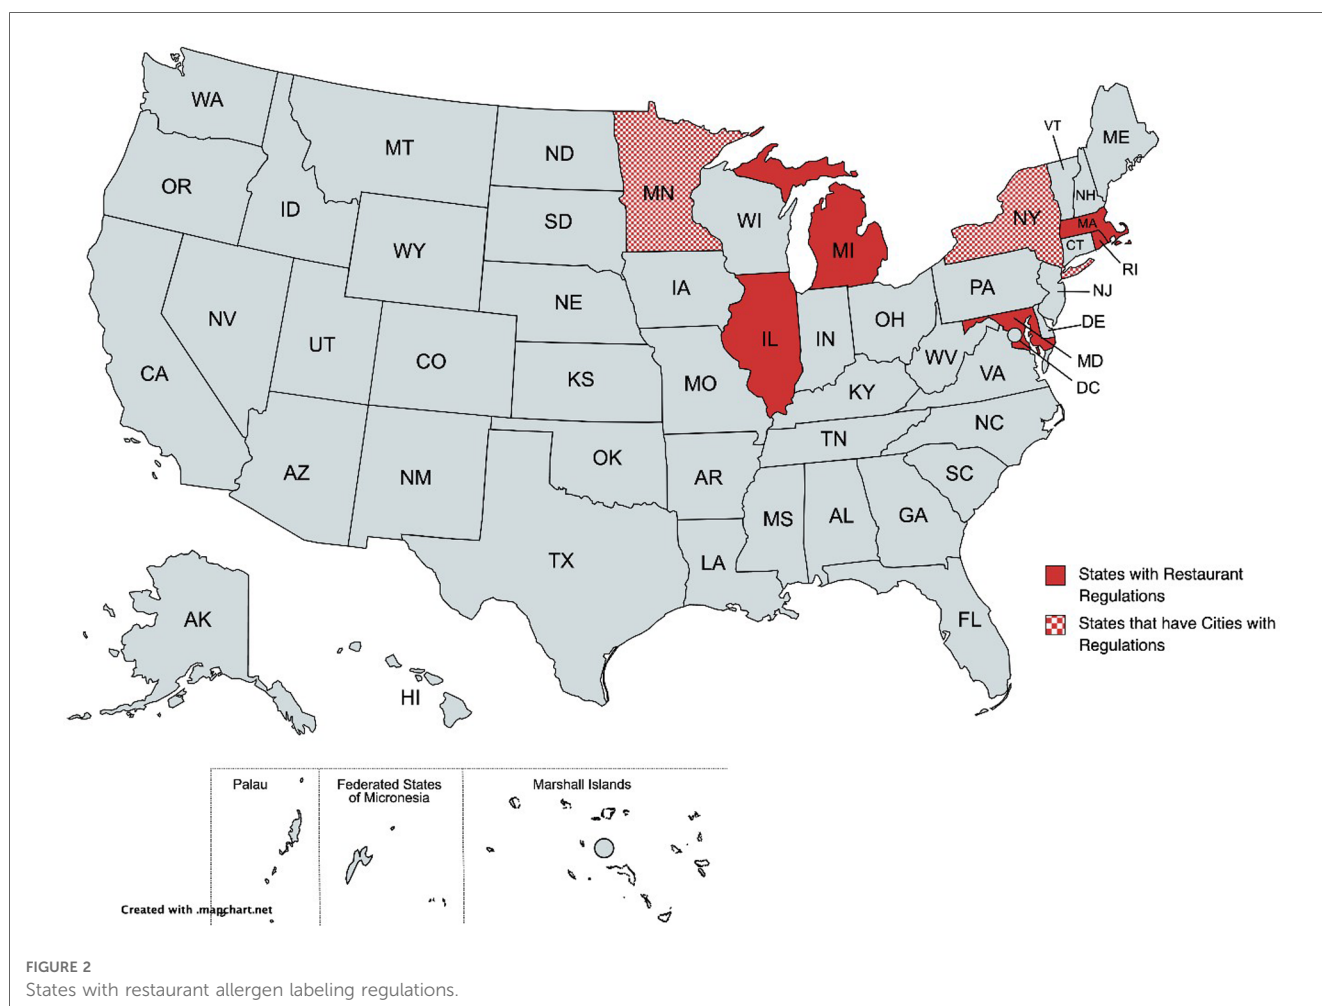 WA
MT
ND
MN
VT
ME
OR
ID
SD
WI
NH
NY
MA
WY
MI
CT
RI
IA
PA
NJ
NE
NV
OH
DE
UT
IL
IN
CO
WV
MD
CA
KS
MO
VA
DC
KY
NC
TN
OK
AZ
NM
AR
SC
MS
AL
GA
TX
LA
States with Restaurant
Regulations
AK
FL
States that have Cities with
Regulations
HI
Palau
Federated States
of Micronesia
Marshall Islands
Created with .mapchart.net
FIGURE 2
States with restaurant allergen labeling regulations.